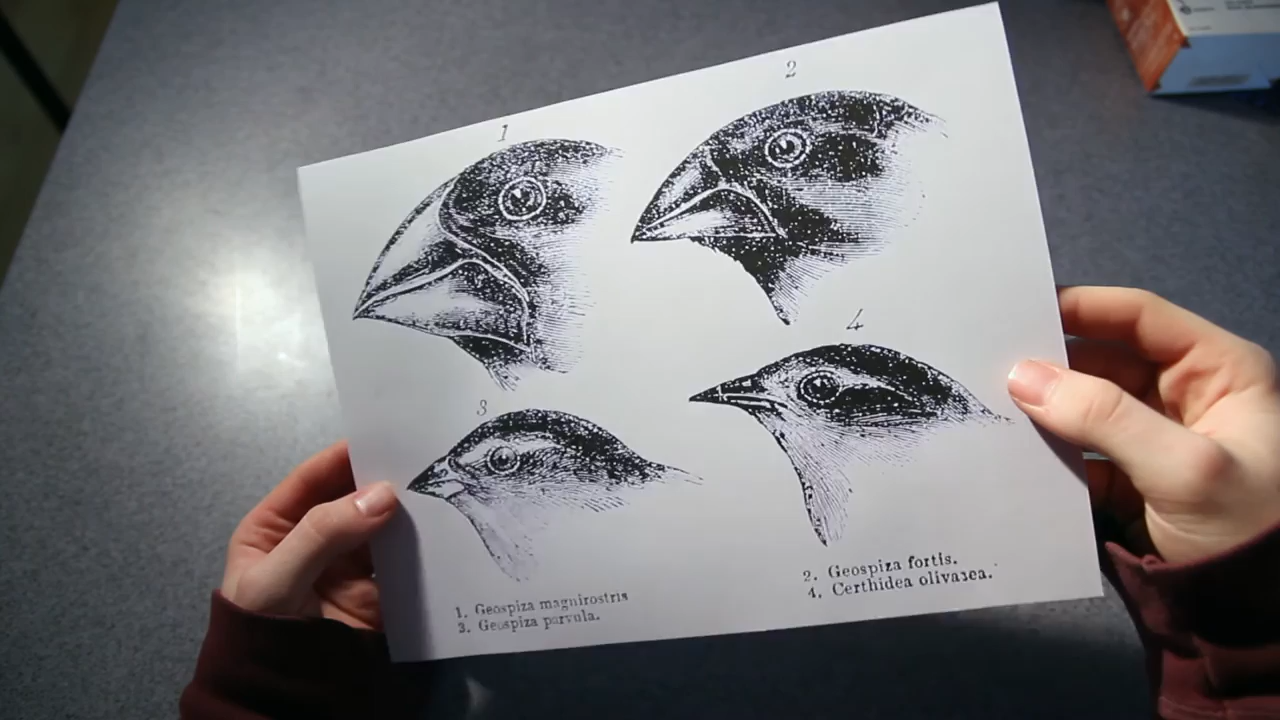 1
2
3
4
1. Geospiza magnirostris
3. Geospiza parvula.
2. Geospiza fortis.
4. Certhidea olivasea.